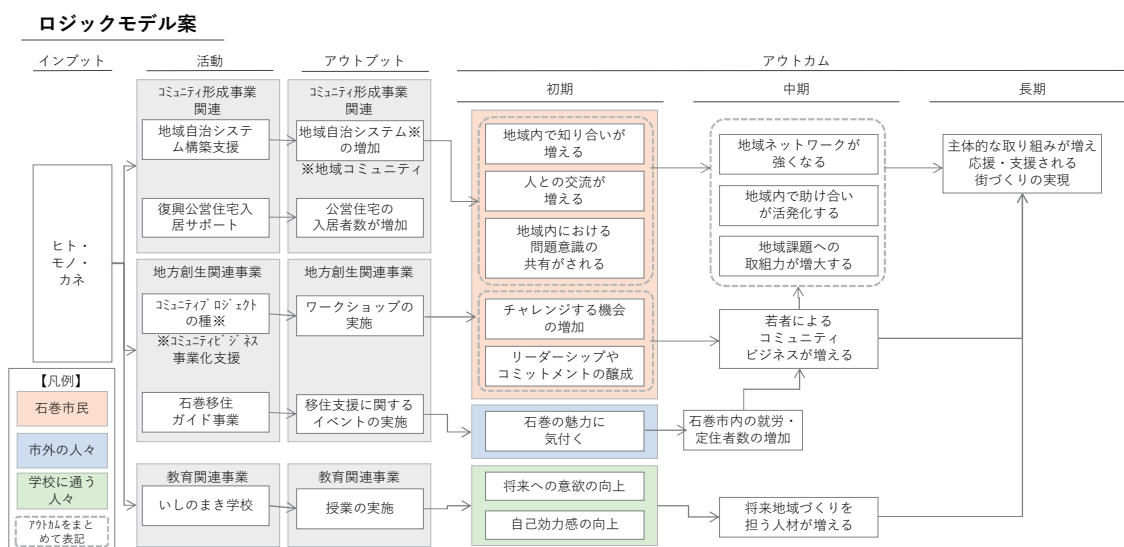 ロジックモデル案
インプット
活動
アウトプット
アウトカム
初期
中期
長期
ヒト・
モノ・
カネ
コミュニティ形成事業
関連
地域自治システ
ム構築支援
復興公営住宅入
居サポート
地方創生関連事業
コミュニティプロジェクト
の種※
※コミュニティビジネス
事業化支援
石巻移住
ガイド事業
教育関連事業
いしのまき学校
コミュニティ形成事業
関連
地域自治システム※
の増加
※地域コミュニティ
公営住宅の
入居者数が増加
地方創生関連事業
ワークショップの
実施
移住支援に関する
イベントの実施
教育関連事業
授業の実施
地域内で知り合いが
増える
人との交流が
増える
地域内における
問題意識の
共有がされる
チャレンジする機会
の増加
リーダーシップや
コミットメントの醸成
石巻の魅力に
気付く
将来への意欲の向上
自己効力感の向上
地域ネットワークが
強くなる
地域内で助け合い
が活発化する
地域課題への
取組力が増大する
若者による
コミュニティ
ビジネスが増える
石巻市内の就労・
定住者数の増加
将来地域づくりを
担う人材が増える
主体的な取り組みが増え
応援・支援される
街づくりの実現
【凡例】
石巻市民
市外の人々
学校に通う
人々
アウトカムをまと
めて表記